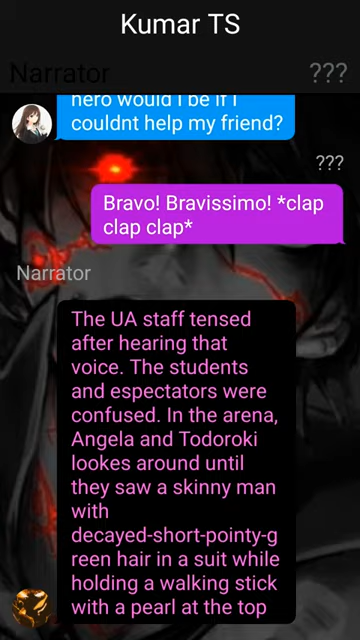 Kumar TS
Narrator
???
hero would I be if I
couldnt help my friend?
???
Bravo! Bravissimo! *clap
clap clap*
Narrator
The UA staff tensed
after hearing that
voice. The students
and espectators were
confused. In the arena,
Angela and Todoroki
lookes around until
they saw a skinny man
with
decayed-short-pointy-g
reen hair in a suit while
holding a walking stick
with a pearl at the top